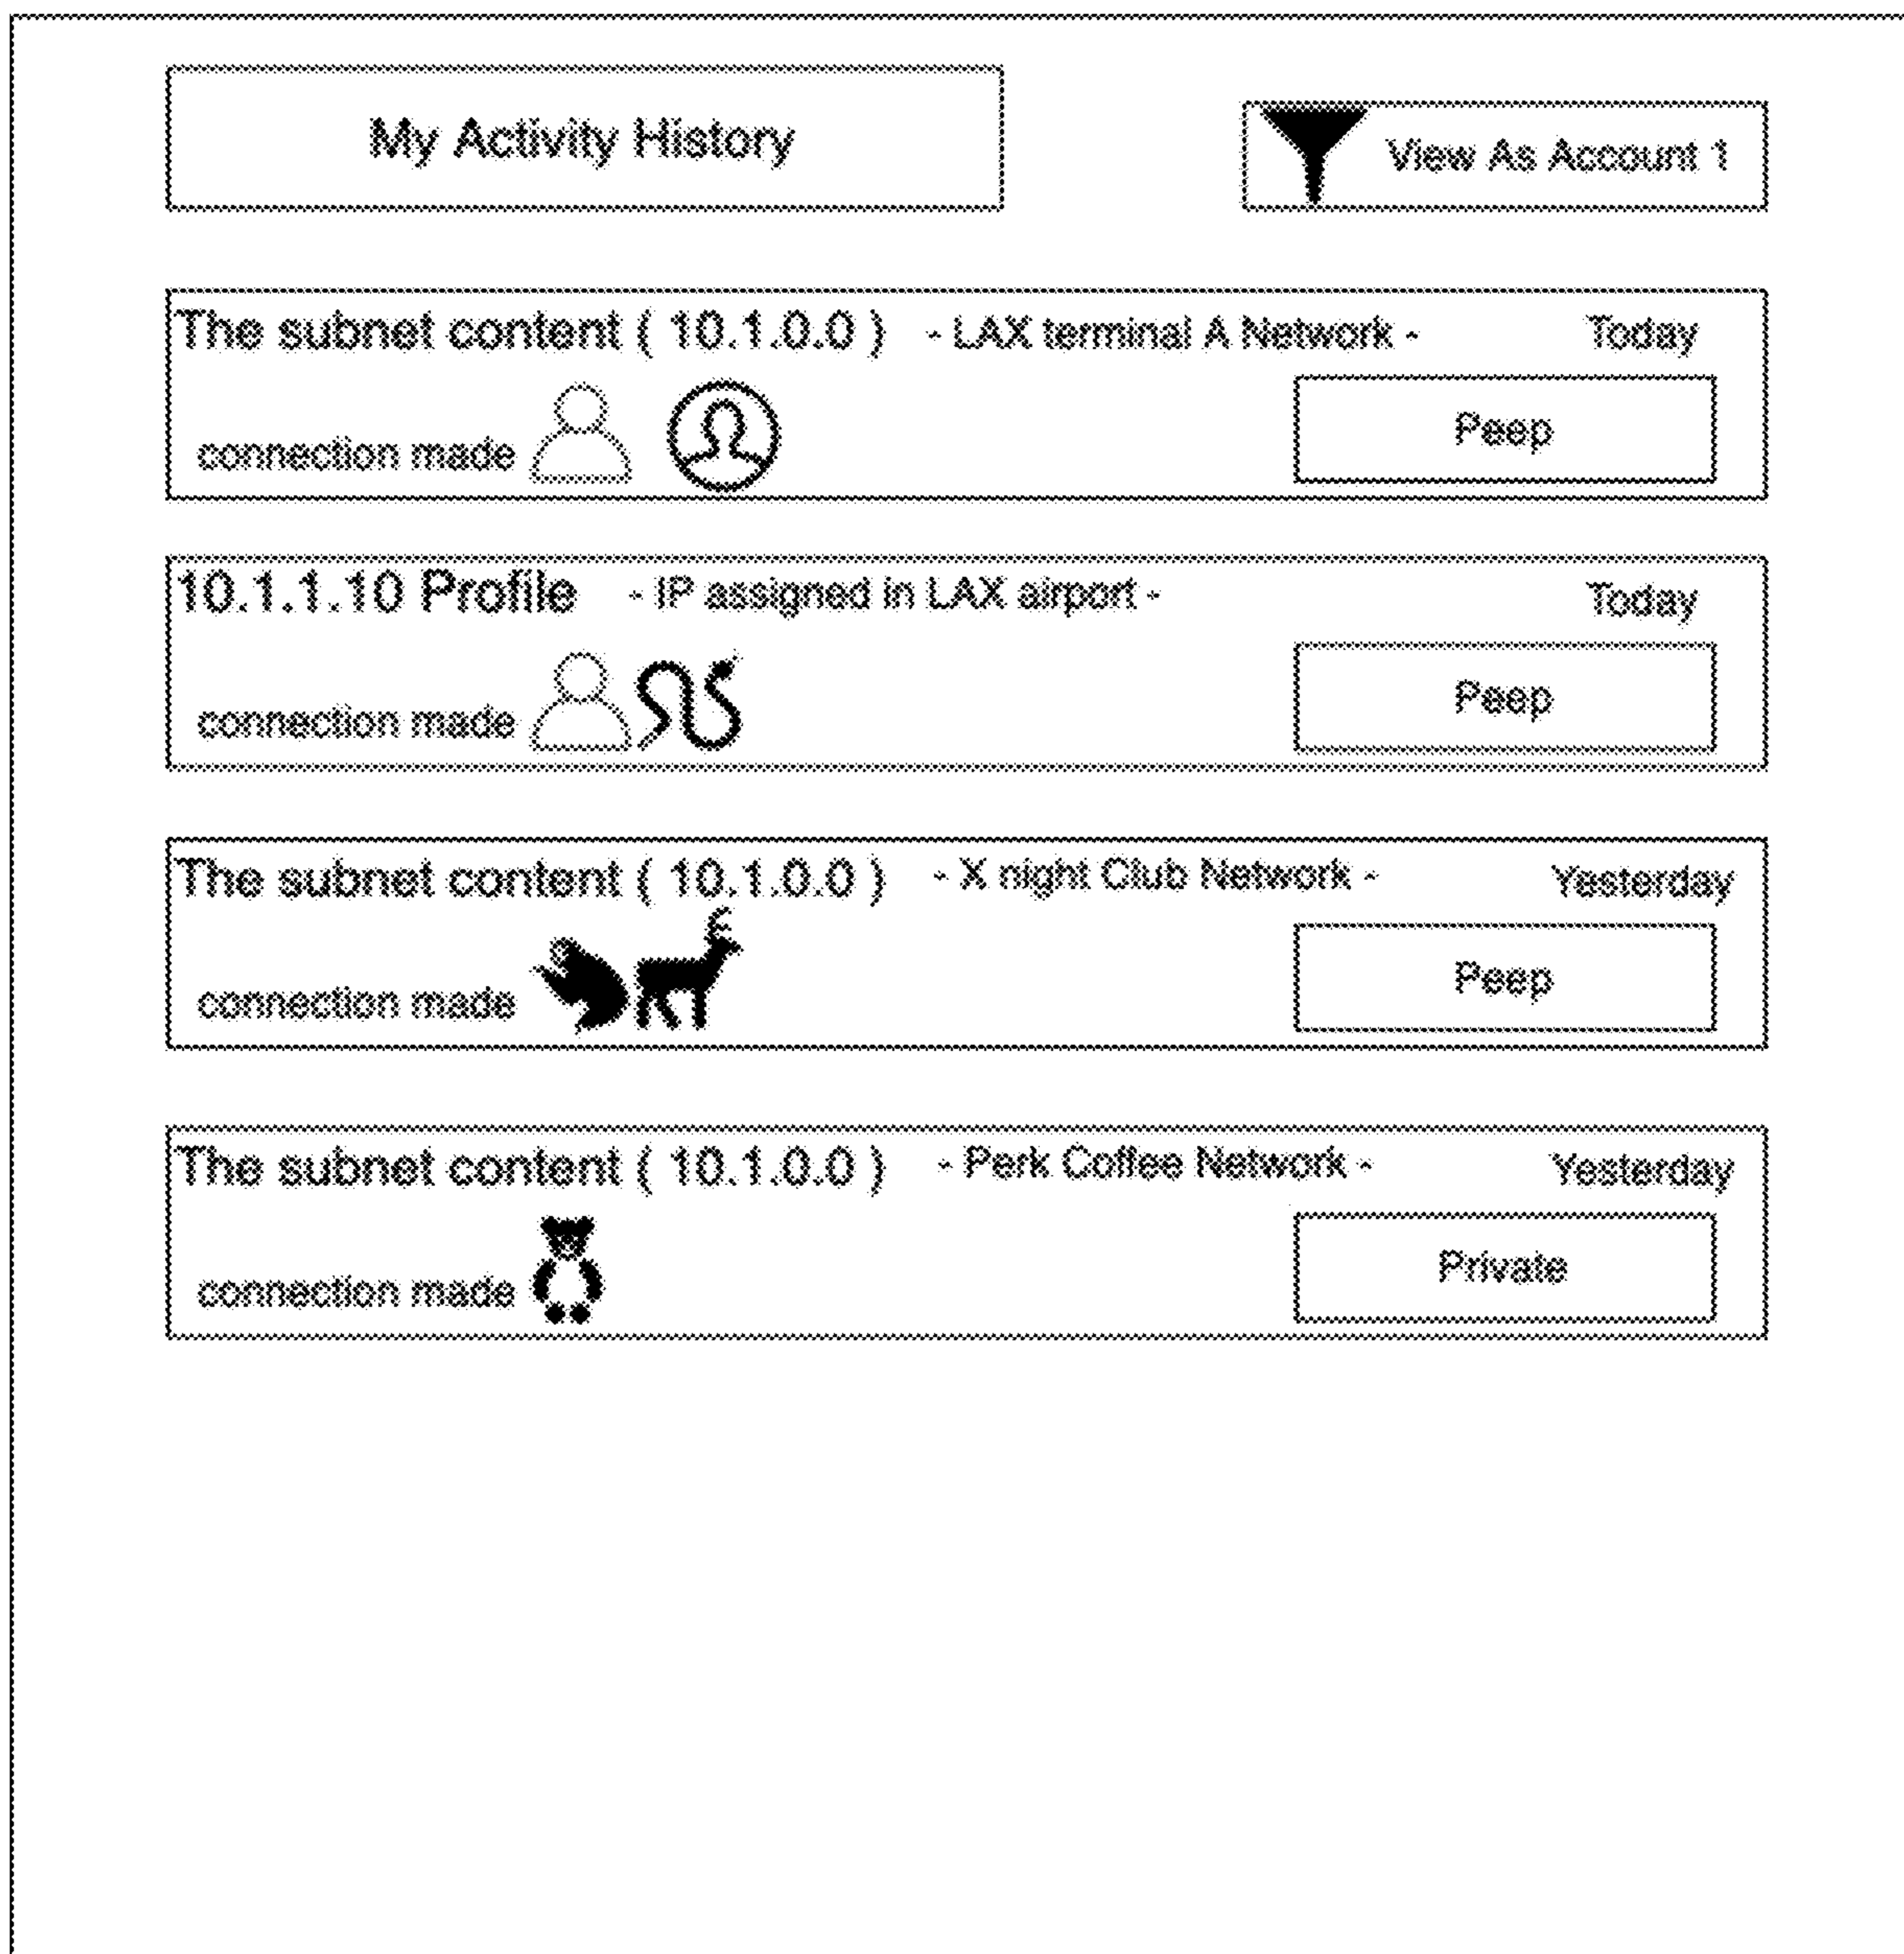 My Activity History
View As Account 1
The subnet content ( 10.1.0.0 ) - LAX terminal A Network - Today
connection made Peep
10.1.1.10 Profile - IP assigned in LAX airport - Today
connection made Peep
The subnet content ( 10.1.0.0 ) - X night Club Network - Yesterday
connection made Peep
The subnet content ( 10.1.0.0 ) - Perk Coffee Network - Yesterday
connection made Private